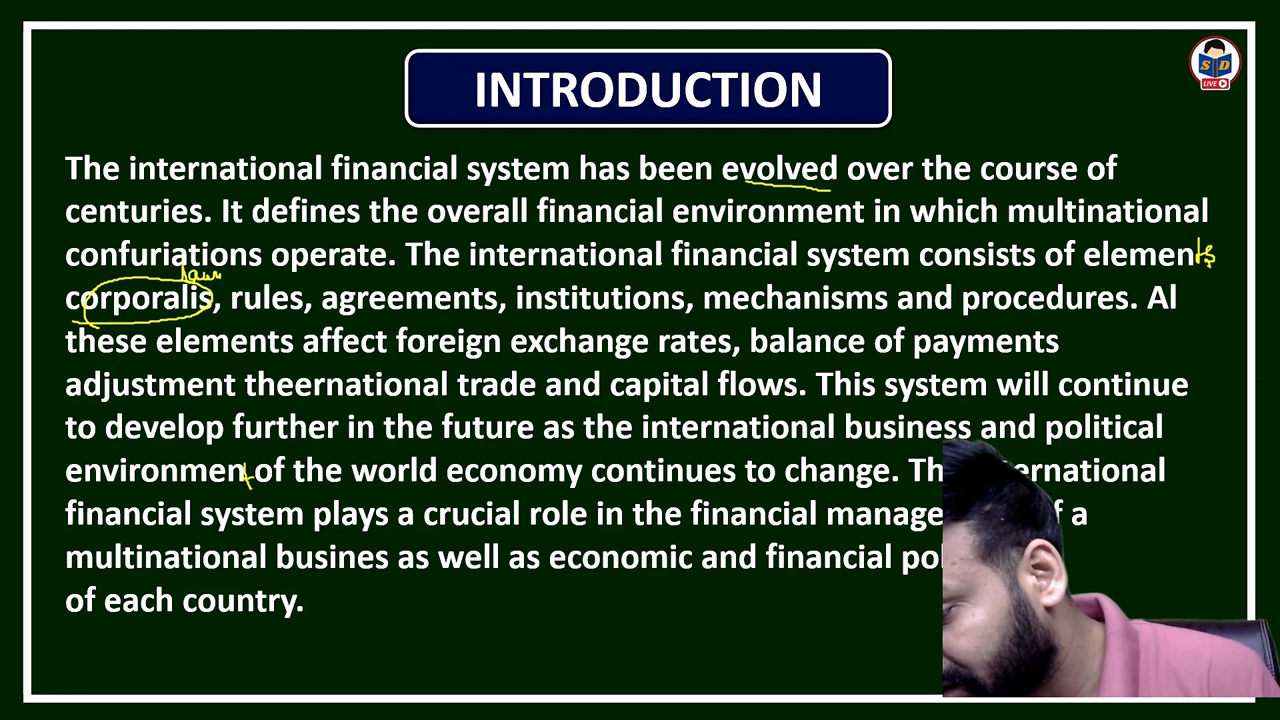 INTRODUCTION
S D
LIVE
The international financial system has been evolved over the course of
centuries. It defines the overall financial environment in which multinational
confuriations operate. The international financial system consists of elements
laws
corporalis, rules, agreements, institutions, mechanisms and procedures. Al
these elements affect foreign exchange rates, balance of payments
adjustment theernational trade and capital flows. This system will continue
to develop further in the future as the international business and political
environment of the world economy continues to change. ernational
financial system plays a crucial role in the financial a
multinational busines as well as economic and financial
of each country.